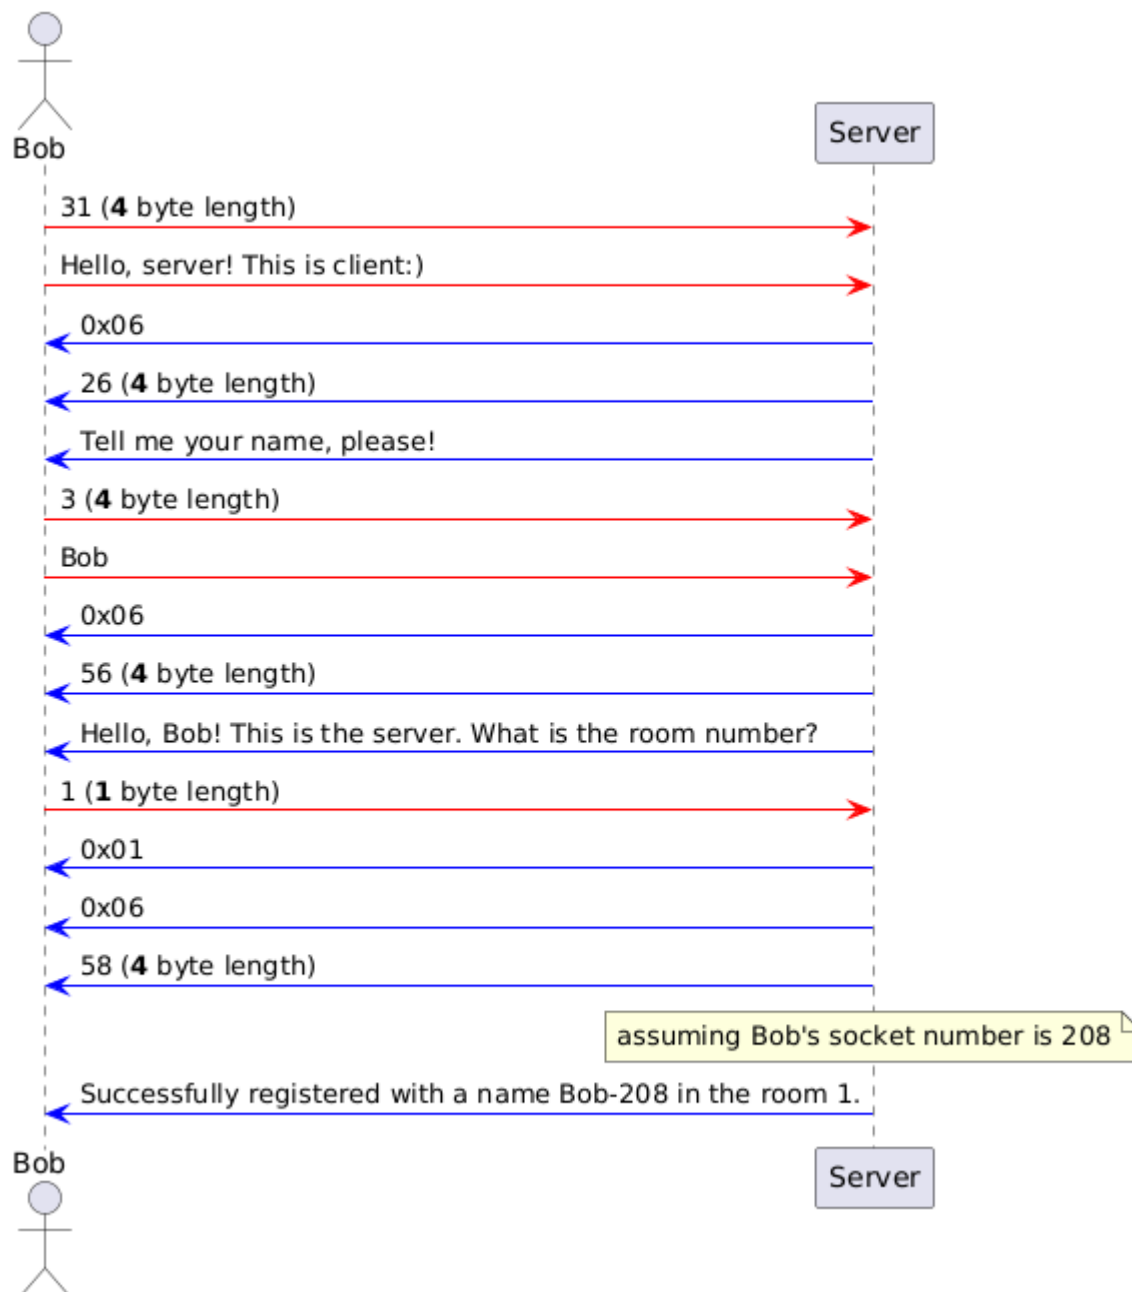 Bob
Server
31 (4 byte length)
Hello, server! This is client:)
0x06
26 (4 byte length)
Tell me your name, please!
3 (4 byte length)
Bob
0x06
56 (4 byte length)
Hello, Bob! This is the server. What is the room number?
1 (1 byte length)
0x01
0x06
58 (4 byte length)
assuming Bob's socket number is 208
Successfully registered with a name Bob-208 in the room 1.
Bob
Server